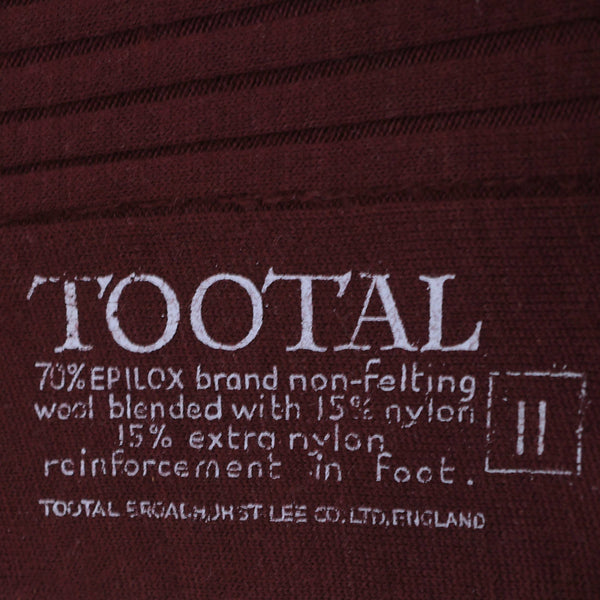 TOOTAL
70% EPILOX brand non-felting
wool blended with 15% nylon
15% extra nylon
reinforcement in foot.
11
TOOTAL LEE CO. LTD, ENGLAND